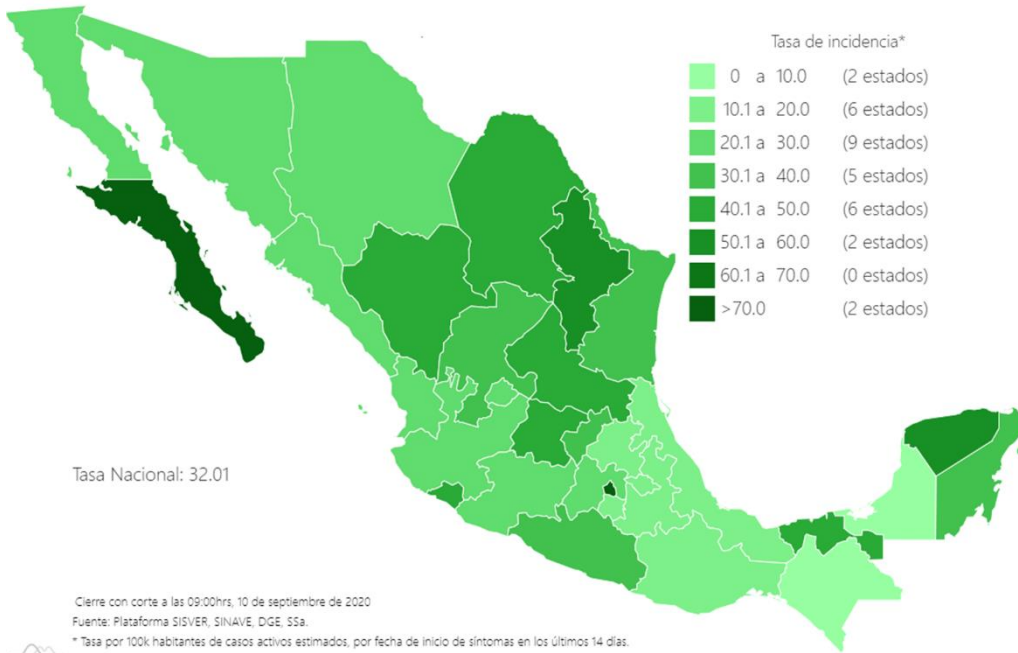 Tasa de incidencia*
0 a 10.0 (2 estados)
10.1 a 20.0 (6 estados)
20.1 a 30.0 (9 estados)
30.1 a 40.0 (5 estados)
40.1 a 50.0 (6 estados)
50.1 a 60.0 (2 estados)
60.1 a 70.0 (0 estados)
>70.0 (2 estados)
Tasa Nacional: 32.01
Cierre con corte a las 09:00hrs, 10 de septiembre de 2020
Fuente: Plataforma SISVER, SINAVE, DGE, SSa.
* Tasa por 100k habitantes de casos activos estimados, por fecha de inicio de síntomas en los últimos 14 días.